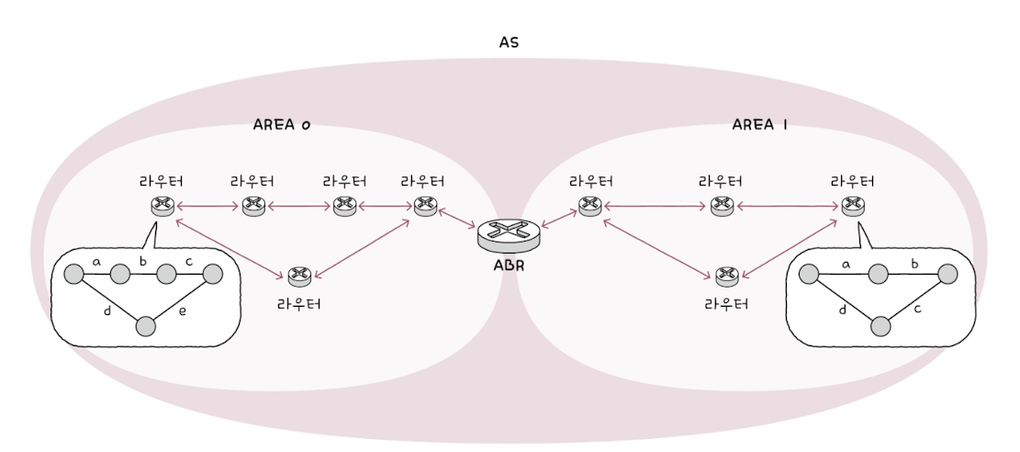 AS
AREA 0
AREA 1
라우터 라우터 라우터 라우터
라우터 라우터 라우터
ABR
a b c
d e
라우터
a b
d c
라우터